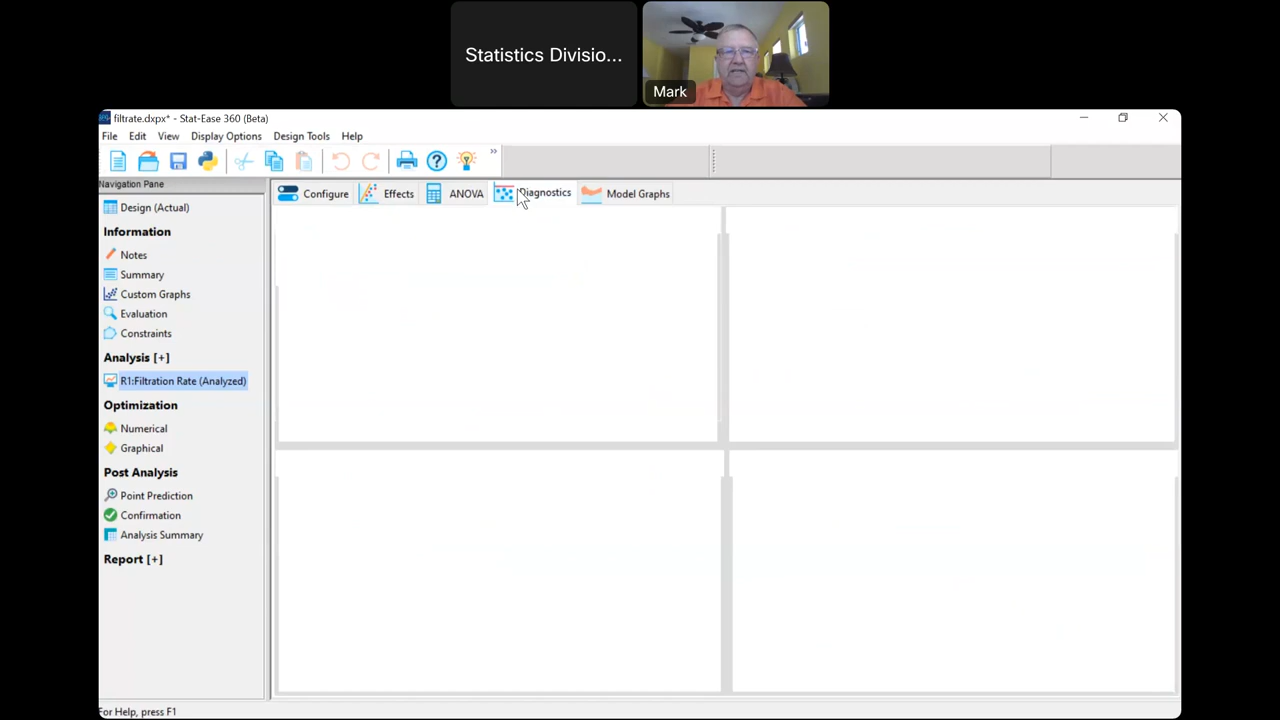 Statistics Divisio...
Mark
filtrate.dxpx* - Stat-Ease 360 (Beta)
File Edit View Display Options Design Tools Help
»
Navigation Pane
Design (Actual)
Information
Notes
Summary
Custom Graphs
Evaluation
Constraints
Analysis [+]
R1:Filtration Rate (Analyzed)
Optimization
Numerical
Graphical
Post Analysis
Point Prediction
Confirmation
Analysis Summary
Report [+]
Configure Effects ANOVA Diagnostics Model Graphs
For Help, press F1